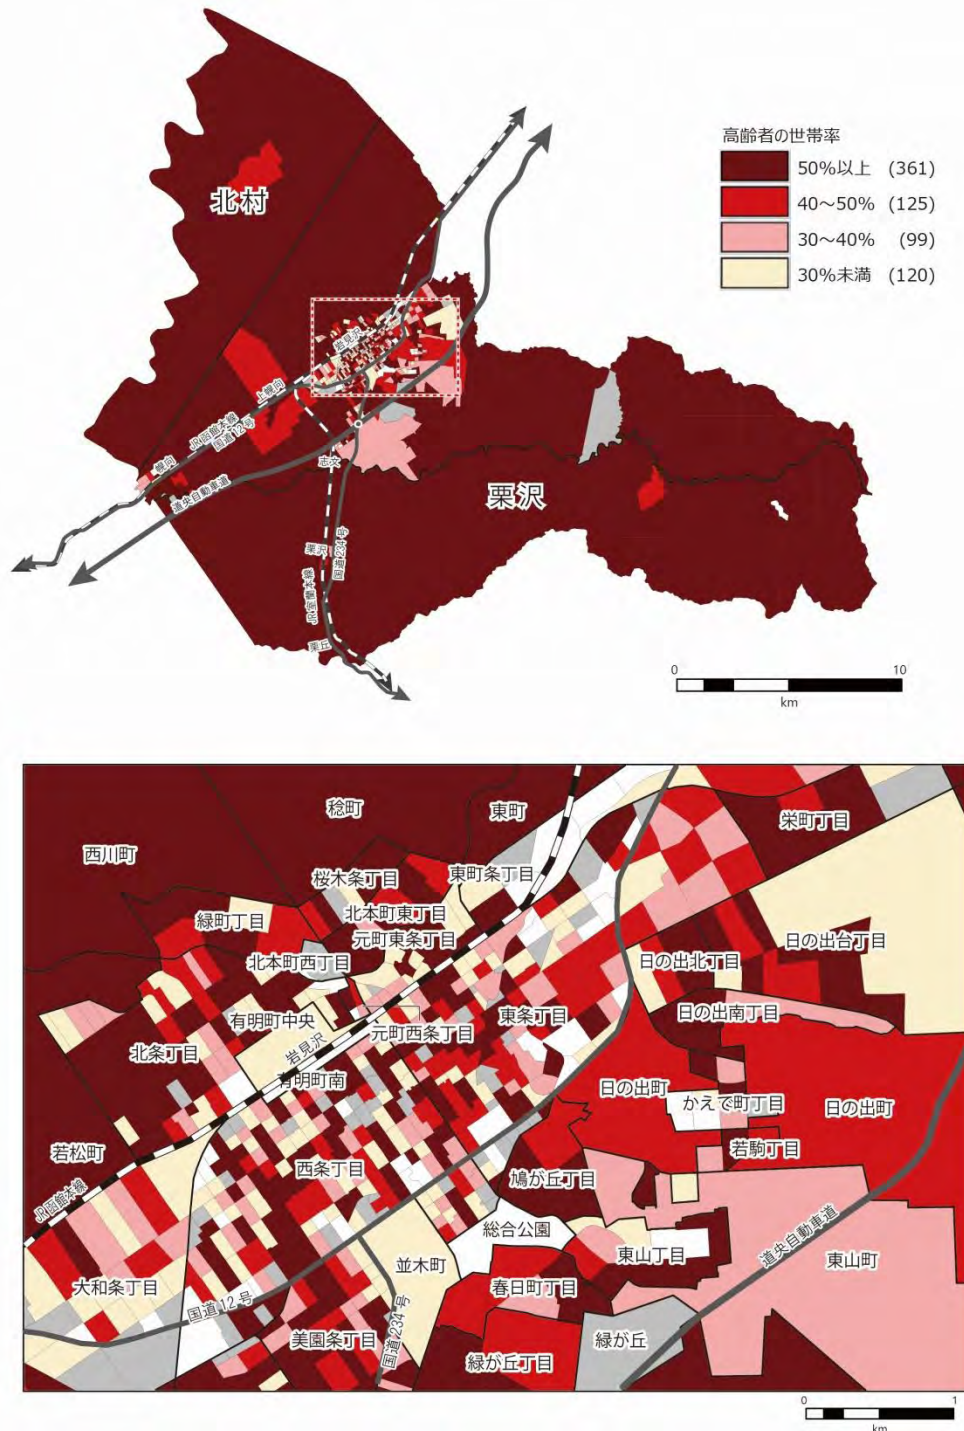 高齢者の世帯率
50%以上 (361)
40～50% (125)
30～40% (99)
30%未満 (120)
北村
岩見沢
上幌向
JR函館本線
国道12号
幌向
道央自動車道
志文
栗沢
栗沢
国道234号
JR室蘭本線
栗丘
0 10
km
稔町
東町
西川町
栄町丁目
桜木条丁目
東町条丁目
緑町丁目
北本町東丁目
元町東条丁目
日の出台丁目
北本町西丁目
日の出北丁目
有明町中央
元町西条丁目
東条丁目
日の出南丁目
北条丁目
岩見沢
有明町南
日の出町
かえで町丁目
日の出町
若松町
西条丁目
鳩が丘丁目
若駒丁目
JR函館本線
総合公園
道央自動車道
並木町
東山丁目
東山町
大和条丁目
国道12号
春日町丁目
美園条丁目
国道234号
緑が丘
緑が丘丁目
0 1
km